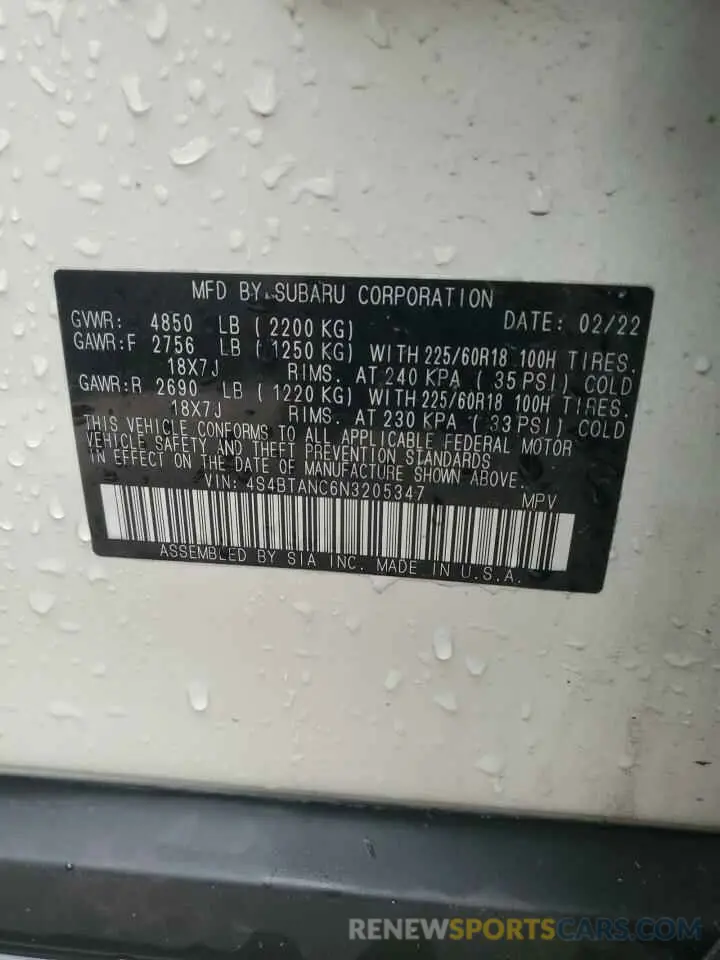 MFD BY SUBARU CORPORATION
GVWR: 4850 LB (2200 KG) DATE: 02/22
GAWR:F 2756 LB (1250 KG) WITH 225/60R18 100H TIRES.
18X7J RIMS. AT 240 KPA ( 35 PSI) COLD
GAWR:R 2690 LB (1220 KG) WITH 225/60R18 100H TIRES.
18X7J RIMS. AT 230 KPA ( 33 PSI) COLD
THIS VEHICLE CONFORMS TO ALL APPLICABLE FEDERAL MOTOR
VEHICLE SAFETY AND THEFT PREVENTION STANDARDS
IN EFFECT ON THE DATE OF MANUFACTURE SHOWN ABOVE.
VIN: 4S4BTANC6N3205347 MPV
ASSEMBLED BY SIA INC. MADE IN U.S.A.
RENEWSPORTSCARS.COM